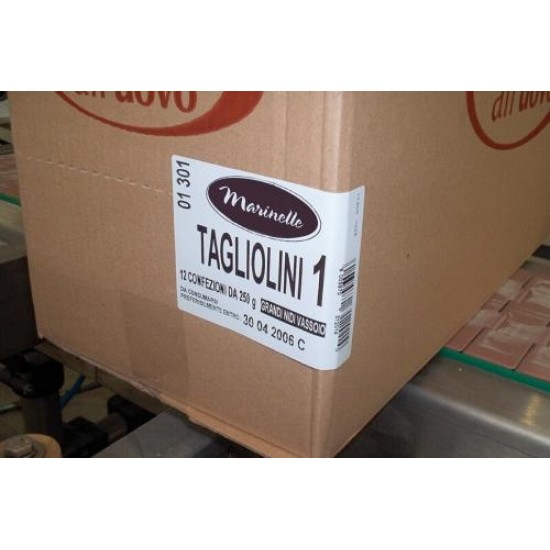 all'uovo
all'uovo
01 301
Marinelle
TAGLIOLINI 1
12 CONFEZIONI DA 250 g GRANDI NIDI VASSOIO
DA CONSUMARSI
PREFERIBILMENTE ENTRO: 30 04 2006 C